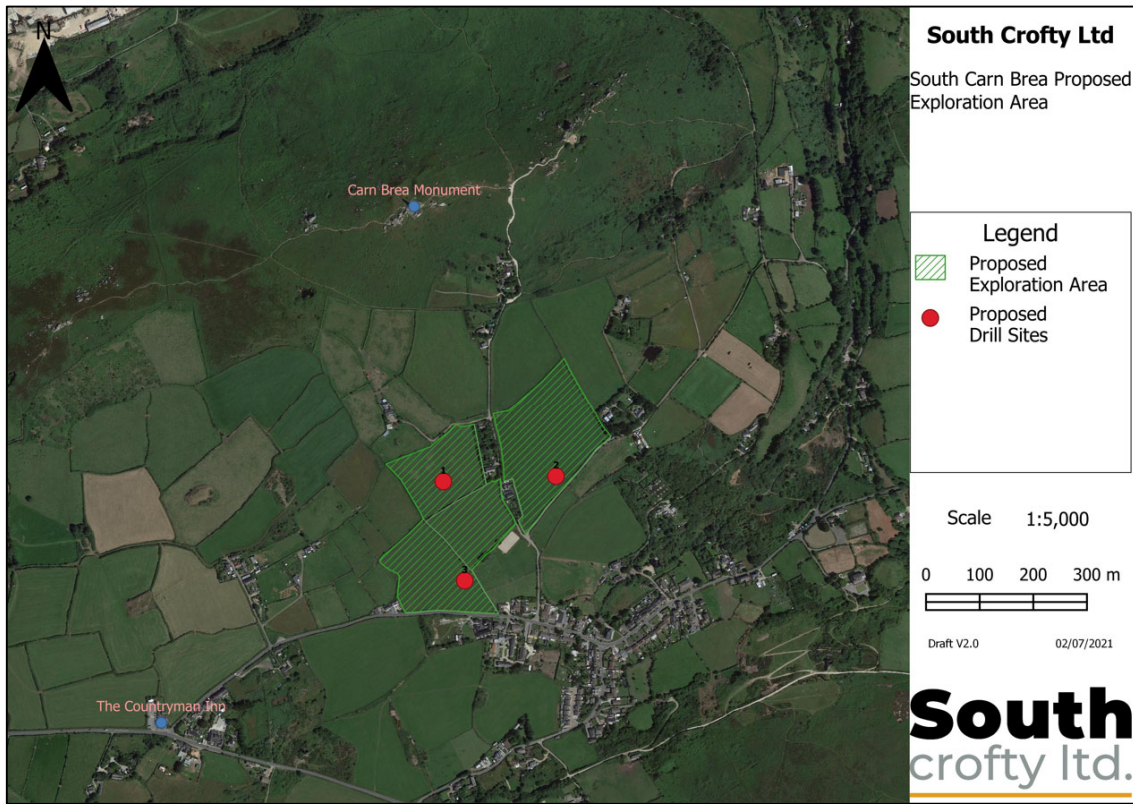 N
South Crofty Ltd
South Carn Brea Proposed
Exploration Area
Carn Brea Monument
Legend
Proposed
Exploration Area
Proposed
Drill Sites
1
2
3
Scale 1:5,000
0 100 200 300 m
Draft V2.0 02/07/2021
The Countryman Inn
South
crofty ltd.